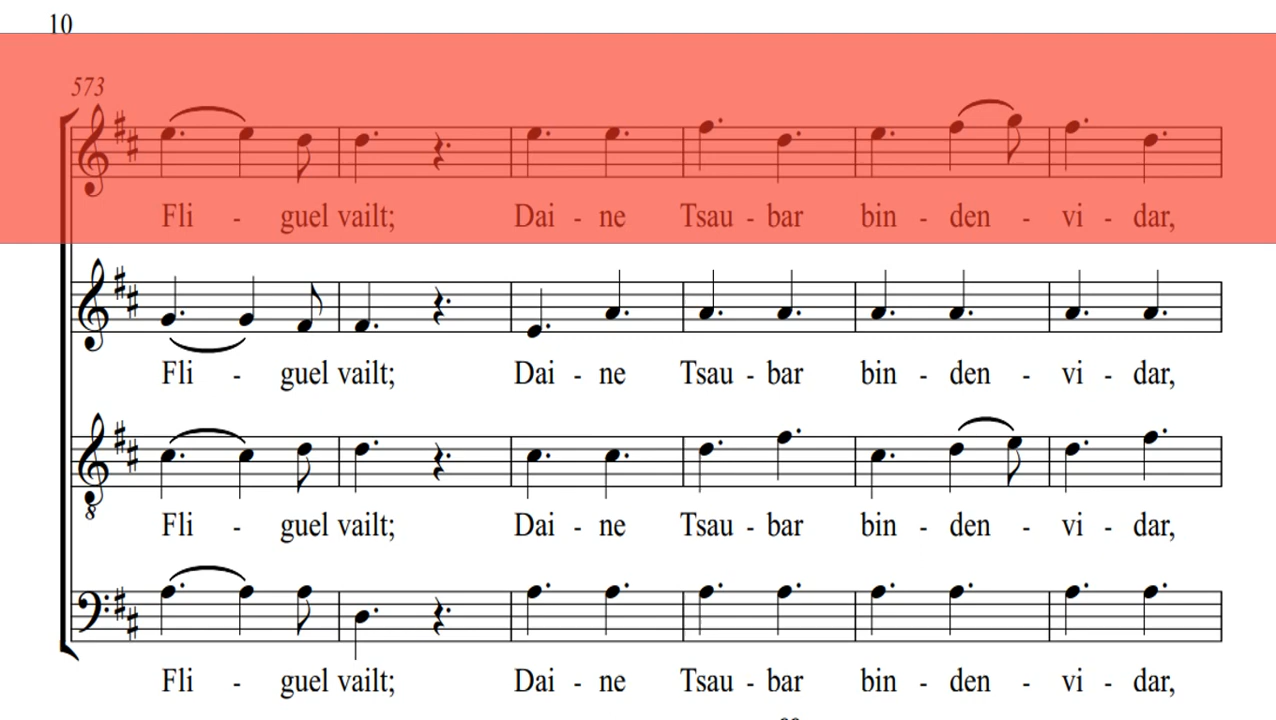 10
573
Fli - guel vailt; Dai - ne Tsau - bar bin - den - vi - dar,
Fli - guel vailt; Dai - ne Tsau - bar bin - den - vi - dar,
8
Fli - guel vailt; Dai - ne Tsau - bar bin - den - vi - dar,
Fli - guel vailt; Dai - ne Tsau - bar bin - den - vi - dar,